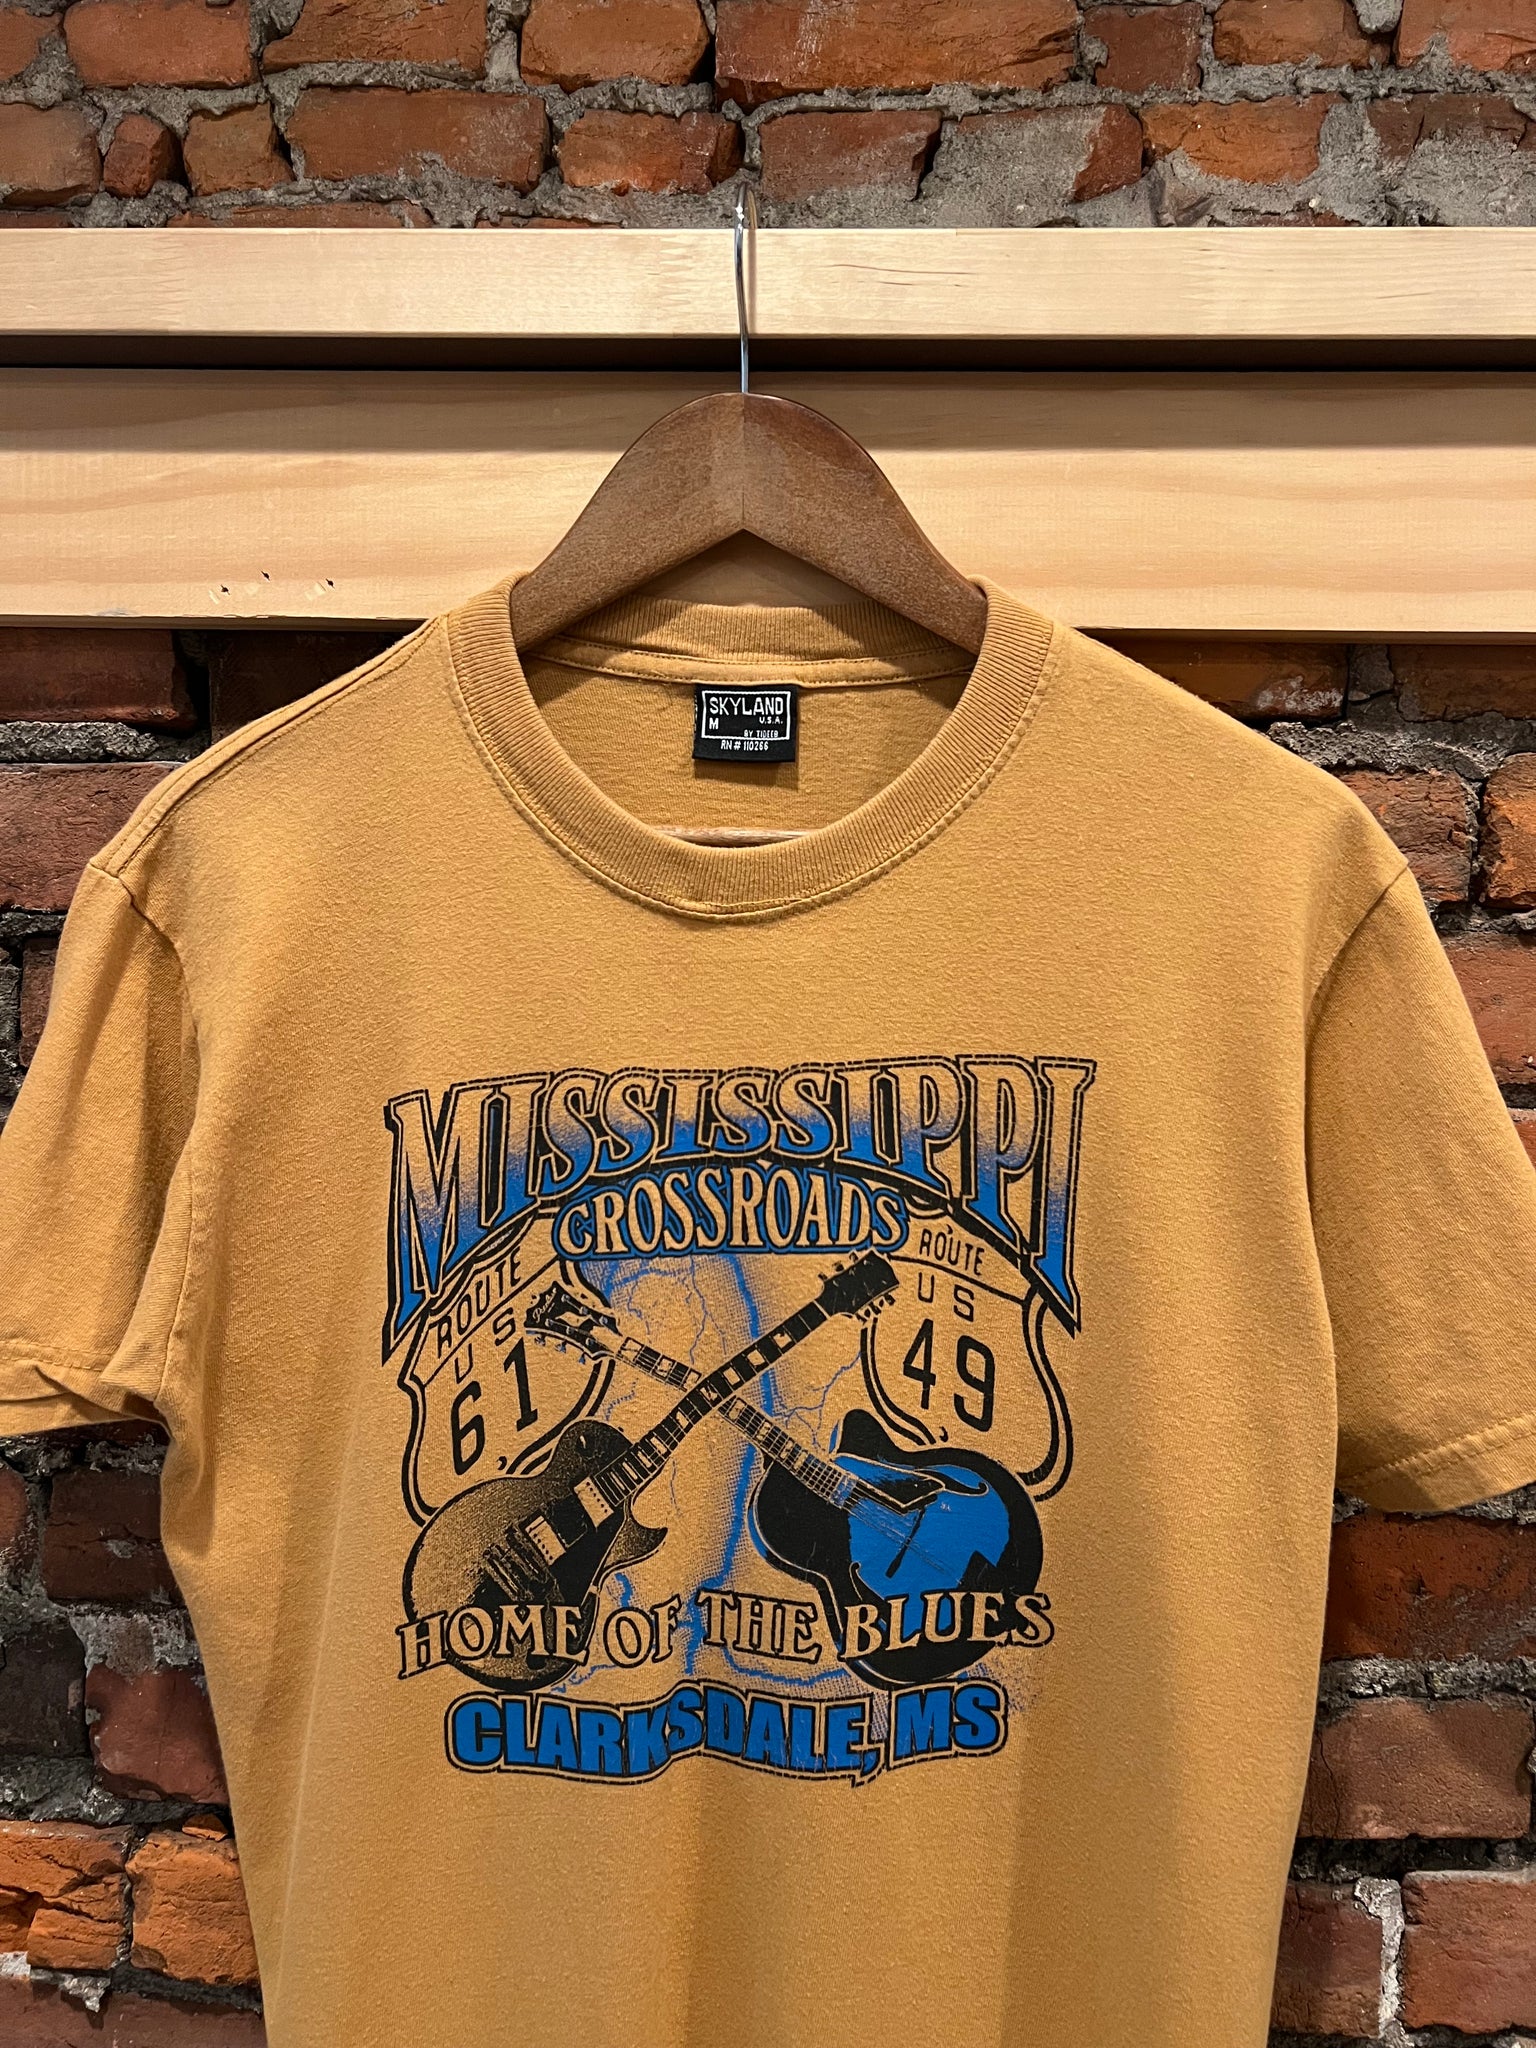 SKYLAND
M U.S.A.
BY TIDEEB
RN # 110266
MISSISSIPPI
CROSSROADS
ROUTE
US
61
ROUTE
US
49
HOME OF THE BLUES
CLARKSDALE, MS